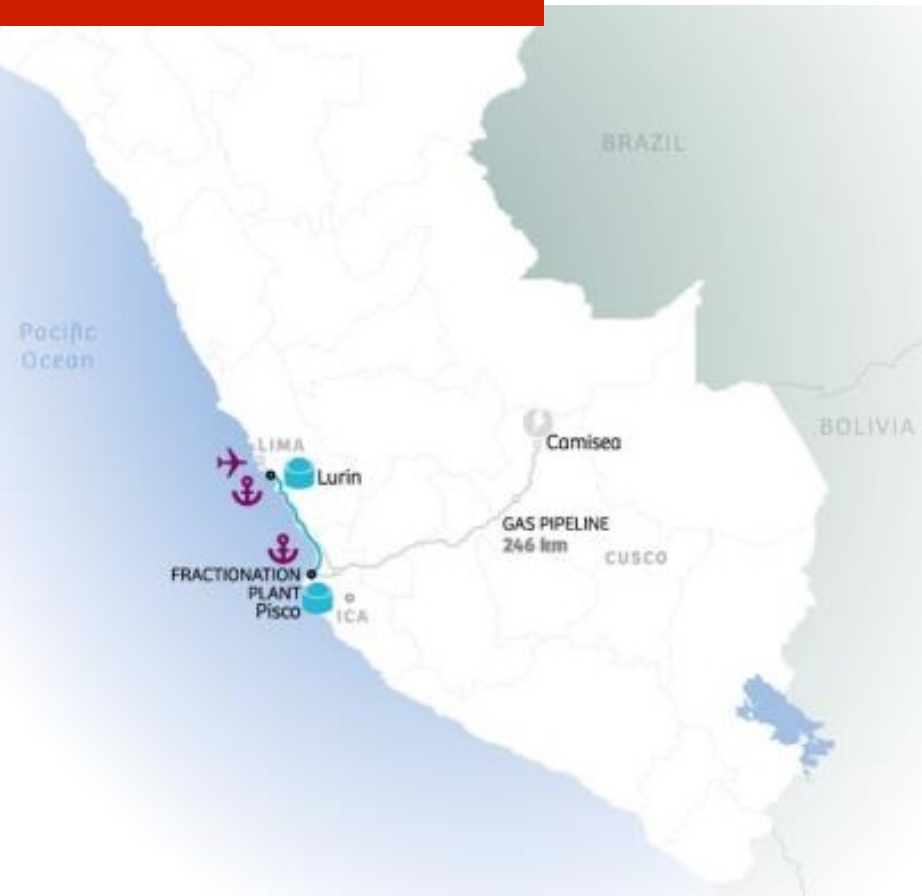 BRAZIL
Pacific
Ocean
BOLIVIA
LIMA
Camisea
Lurin
GAS PIPELINE
246 km
CUSCO
FRACTIONATION
PLANT
Pisco
ICA